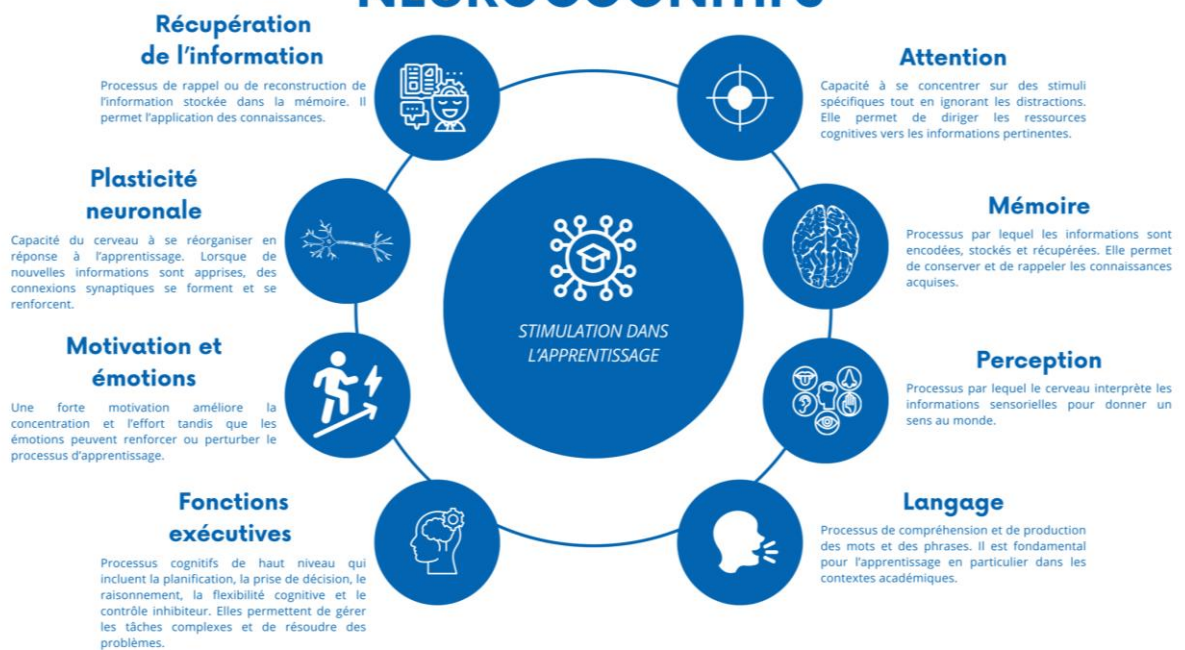 NEUROCOGNITIFS
Récupération
de l'information
Processus de rappel ou de reconstruction de
l'information stockée dans la mémoire. Il
permet l'application des connaissances.
Attention
Capacité à se concentrer sur des stimuli
spécifiques tout en ignorant les distractions.
Elle permet de diriger les ressources
cognitives vers les informations pertinentes.
Plasticité
neuronale
Capacité du cerveau à se réorganiser en
réponse à l'apprentissage. Lorsque de
nouvelles informations sont apprises, des
connexions synaptiques se forment et se
renforcent.
Mémoire
Processus par lequel les informations sont
encodées, stockés et récupérées. Elle permet
de conserver et de rappeler les connaissances
acquises.
STIMULATION DANS
L'APPRENTISSAGE
Motivation et
émotions
Une forte motivation améliore la
concentration et l'effort tandis que les
émotions peuvent renforcer ou perturber le
processus d'apprentissage.
Perception
Processus par lequel le cerveau interprète les
informations sensorielles pour donner un
sens au monde.
Fonctions
exécutives
Processus cognitifs de haut niveau qui
incluent la planification, la prise de décision, le
raisonnement, la flexibilité cognitive et le
contrôle inhibiteur. Elles permettent de gérer
les tâches complexes et de résoudre des
problèmes.
Langage
Processus de compréhension et de production
des mots et des phrases. Il est fondamental
pour l'apprentissage en particulier dans les
contextes académiques.